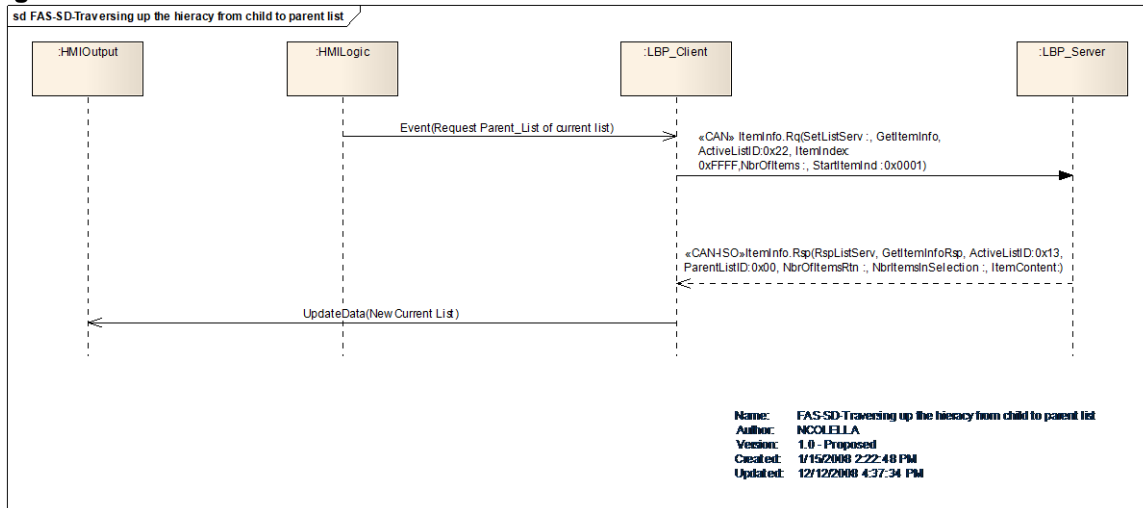 sd FAS-SD-Traversing up the hieracy from child to parent list
:HMIOutput
:HMILogic
:LBP_Client
:LBP_Server
Event(Request Parent_List of current list)
«CAN» ItemInfo.Rq(SetListServ :, GetItemInfo,
ActiveListID:0x22, ItemIndex:
0xFFFF,NbrOfItems :, StartItemInd :0x0001)
«CAN-ISO»ItemInfo.Rsp(RspListServ, GetItemInfoRsp, ActiveListID:0x13,
ParentListID:0x00, NbrOfItemsRtn :, NbrItemsInSelection :, ItemContent:)
UpdateData(New Current List)
Name: FAS-SD-Traversing up the hieracy from child to parent list
Author: NCOLELLA
Version: 1.0 - Proposed
Created: 1/15/2008 2:22:48 PM
Updated: 12/12/2008 4:37:34 PM